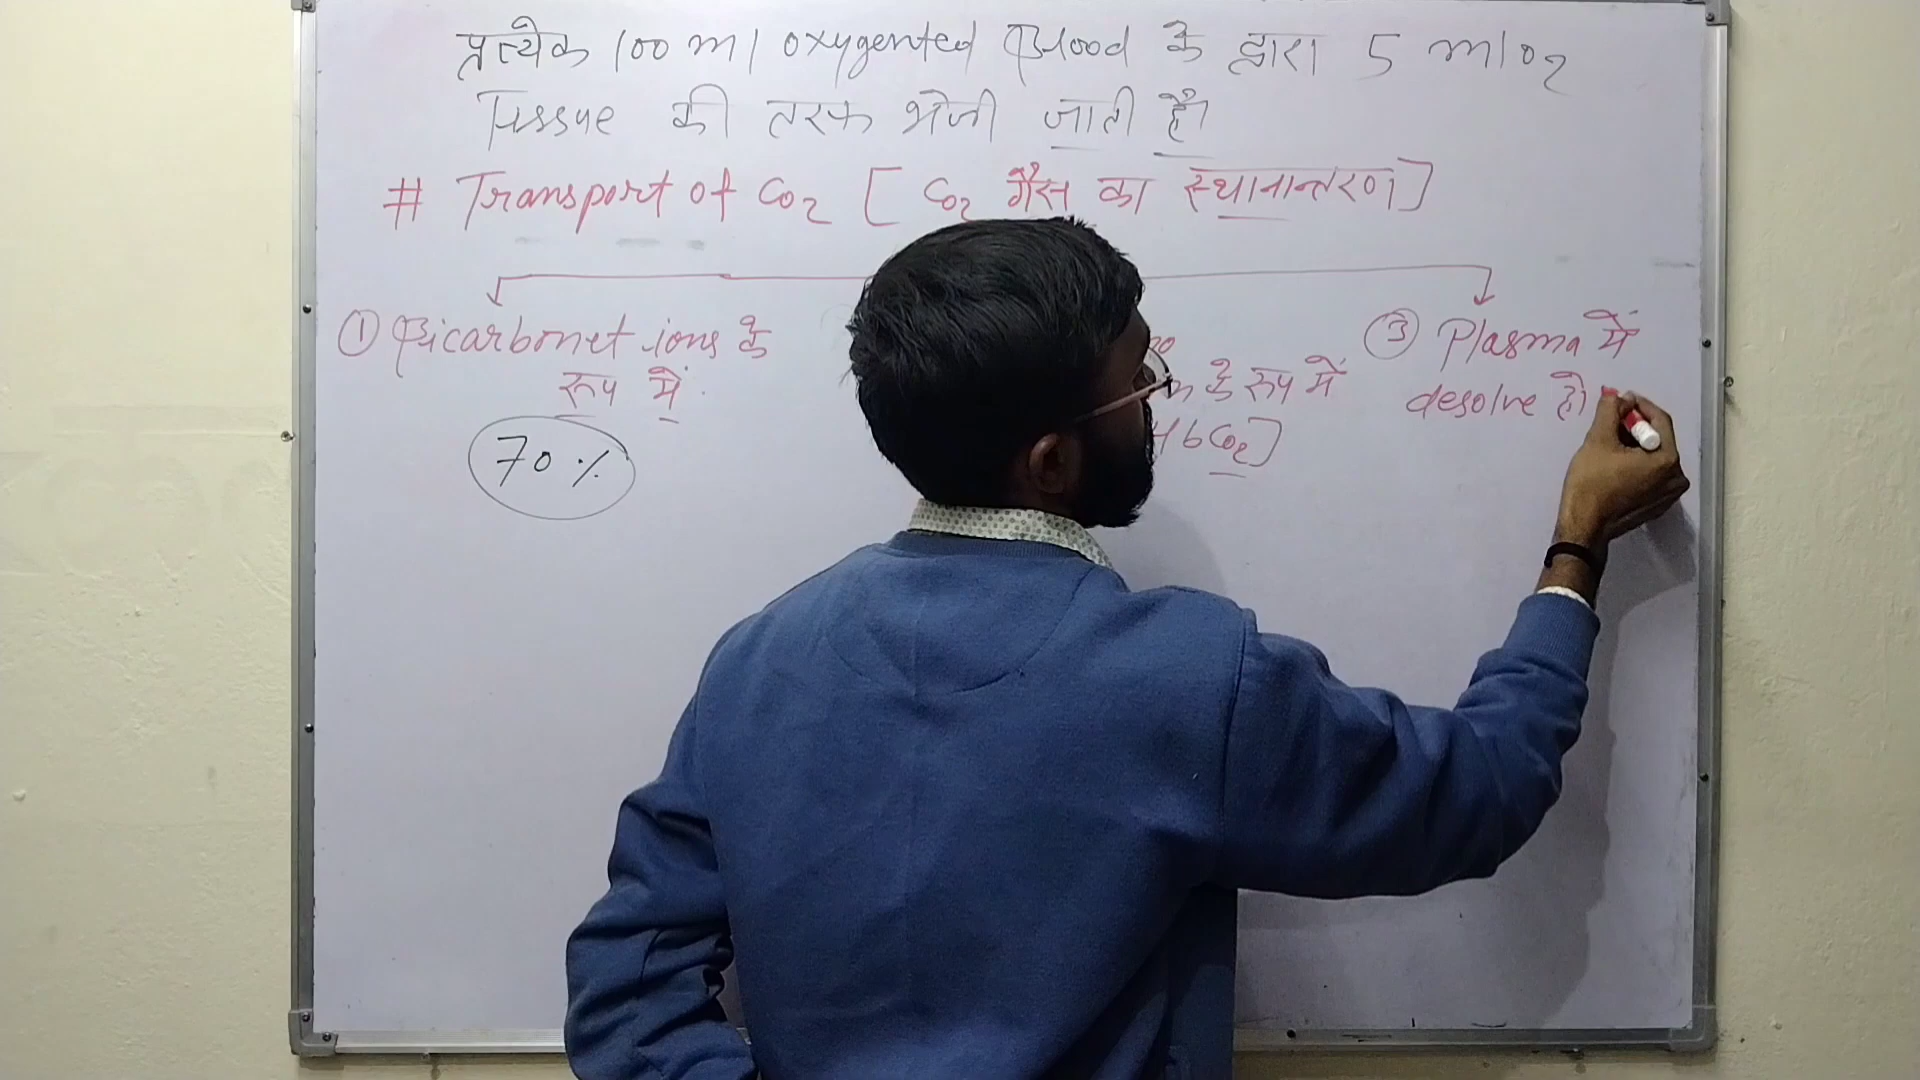 प्रत्येक 100 ml oxygented Blood के द्वारा 5 ml O2
Tissue की तरफ भेजी जाती है।
# Transport of CO2 [ CO2 गैस का स्थानान्तरण ]
① Bicarbonet ions के
रूप में
70 %
के रूप में
HbCO2]
③ Plasma में
desolve हो